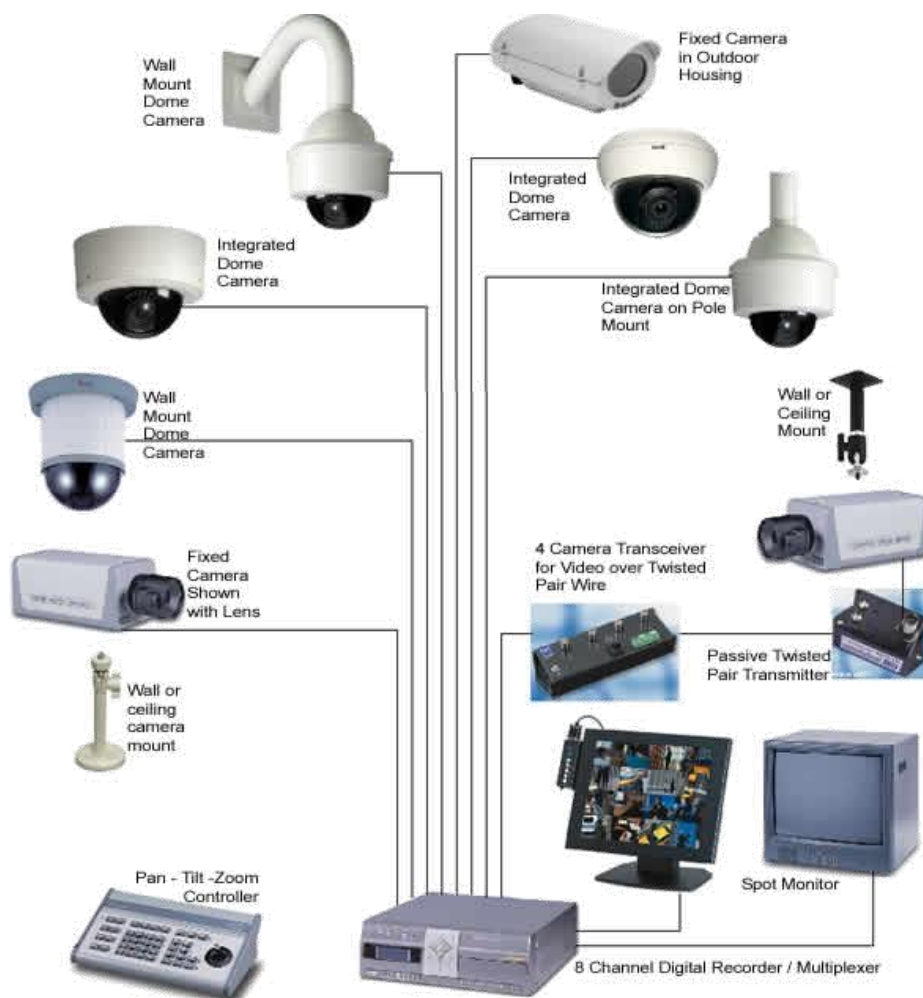 Wall
Mount
Dome
Camera
Fixed Camera
in Outdoor
Housing
Integrated
Dome
Camera
Integrated
Dome
Camera
Integrated Dome
Camera on Pole
Mount
Wall
Mount
Dome
Camera
Wall or
Ceiling
Mount
Fixed
Camera
Shown
with Lens
4 Camera Transceiver
for Video over Twisted
Pair Wire
Passive Twisted
Pair Transmitter
Wall or
ceiling
camera
mount
Spot Monitor
Pan - Tilt -Zoom
Controller
8 Channel Digital Recorder / Multiplexer